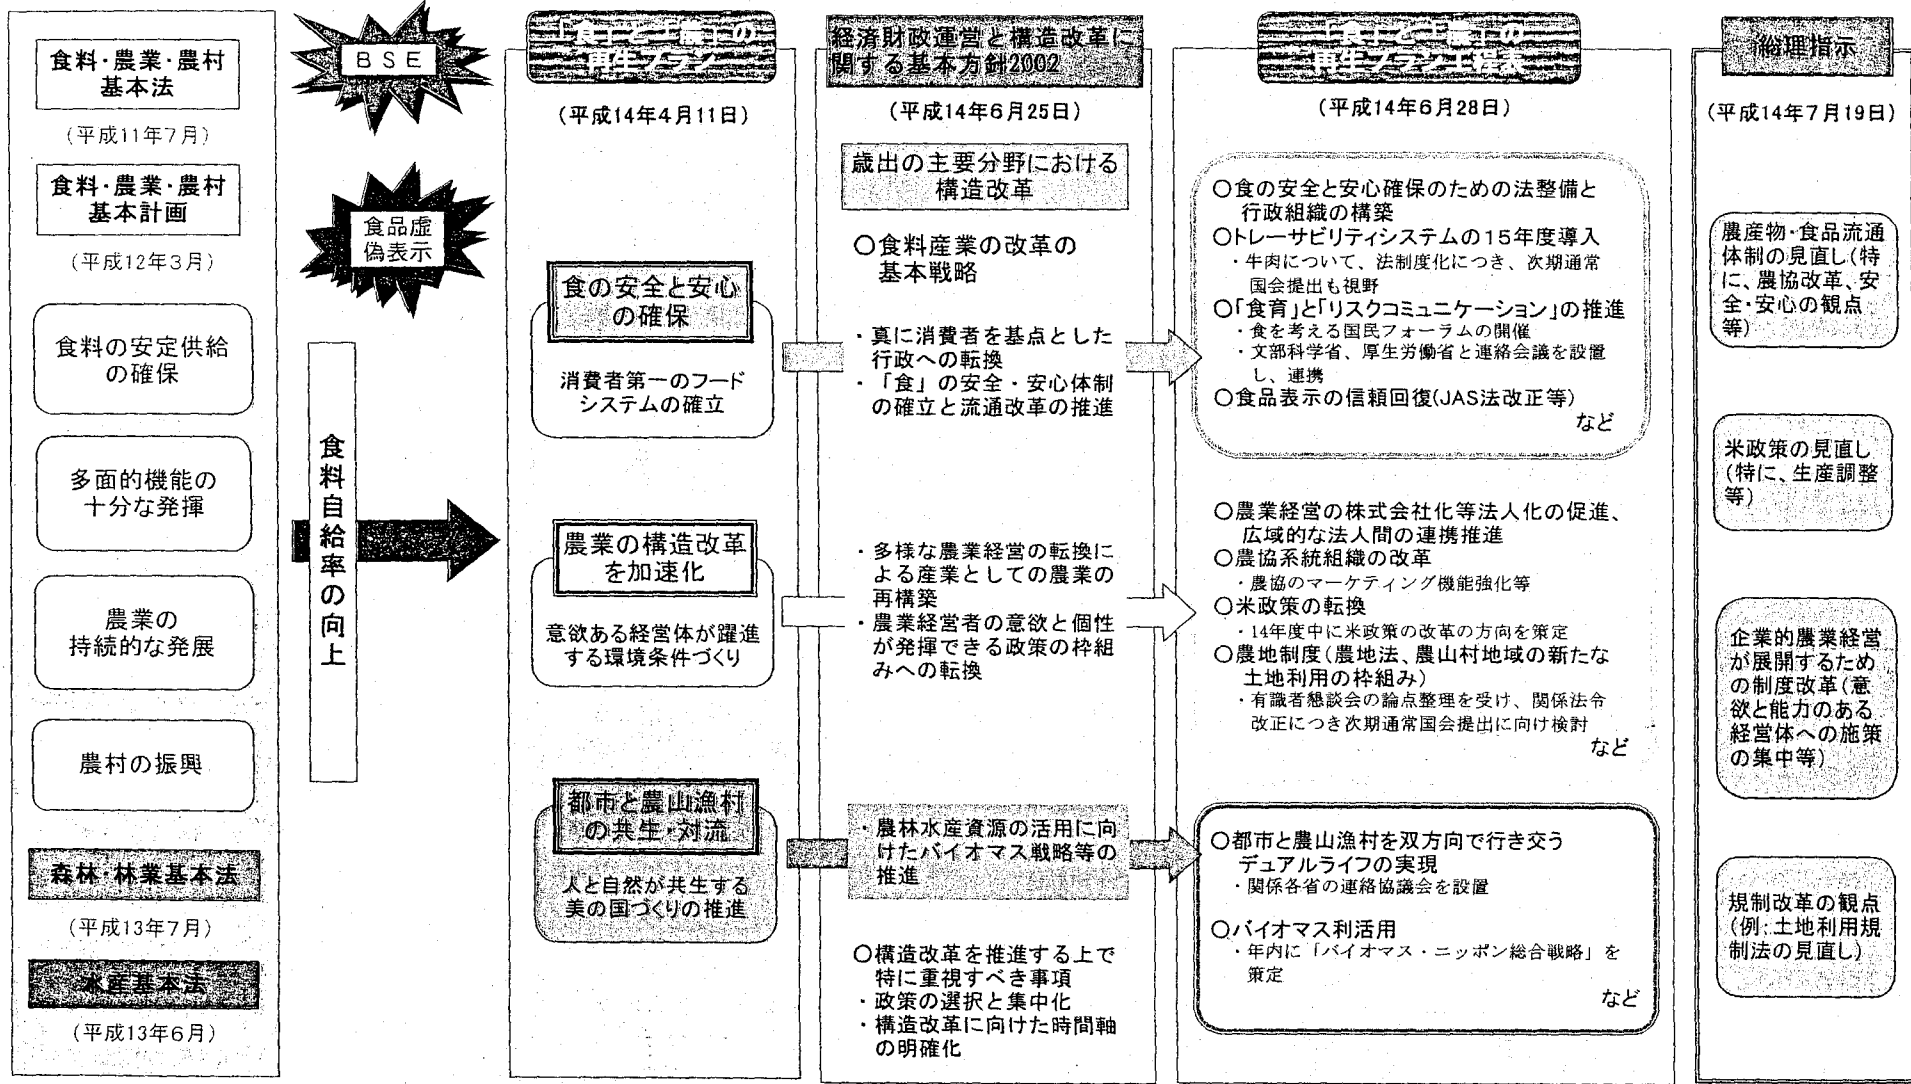 食料・農業・農村
基本法
(平成11年7月)
食料・農業・農村
基本計画
(平成12年3月)
食料の安定供給
の確保
多面的機能の
十分な発揮
農業の
持続的な発展
農村の振興
森林・林業基本法
(平成13年7月)
水産基本法
(平成13年6月)
BSE
食品虚
偽表示
食料自給率の向上
「食」と「農」の
再生プラン
(平成14年4月11日)
食の安全と安心
の確保
消費者第一のフード
システムの確立
農業の構造改革
を加速化
意欲ある経営体が躍進
する環境条件づくり
都市と農山漁村
の共生・対流
人と自然が共生する
美の国づくりの推進
経済財政運営と構造改革に
関する基本方針2002
(平成14年6月25日)
歳出の主要分野における
構造改革
○食料産業の改革の
基本戦略
・真に消費者を基点とした
行政への転換
・「食」の安全・安心体制
の確立と流通改革の推進
・多様な農業経営の転換に
よる産業としての農業の
再構築
・農業経営者の意欲と個性
が発揮できる政策の枠組
みへの転換
・農林水産資源の活用に向
けたバイオマス戦略等の
推進
○構造改革を推進する上で
特に重視すべき事項
・政策の選択と集中化
・構造改革に向けた時間軸
の明確化
「食」と「農」の
再生プラン工程表
(平成14年6月28日)
○食の安全と安心確保のための法整備と
行政組織の構築
○トレーサビリティシステムの15年度導入
・牛肉について、法制度化につき、次期通常
国会提出も視野
○「食育」と「リスクコミュニケーション」の推進
・食を考える国民フォーラムの開催
・文部科学省、厚生労働省と連絡会議を設置
し、連携
○食品表示の信頼回復(JAS法改正等)
など
○農業経営の株式会社化等法人化の促進、
広域的な法人間の連携推進
○農協系統組織の改革
・農協のマーケティング機能強化等
○米政策の転換
・14年度中に米政策の改革の方向を策定
○農地制度(農地法、農山村地域の新たな
土地利用の枠組み)
・有識者懇談会の論点整理を受け、関係法令
改正につき次期通常国会提出に向け検討
など
○都市と農山漁村を双方向で行き交う
デュアルライフの実現
・関係各省の連絡協議会を設置
○バイオマス利活用
・年内に「バイオマス・ニッポン総合戦略」を
策定
など
総理指示
(平成14年7月19日)
農産物・食品流通
体制の見直し(特
に、農協改革、安
全・安心の観点
等)
米政策の見直し
(特に、生産調整
等)
企業的農業経営
が展開するため
の制度改革(意
欲と能力のある
経営体への施策
の集中等)
規制改革の観点
(例:土地利用規
制法の見直し)